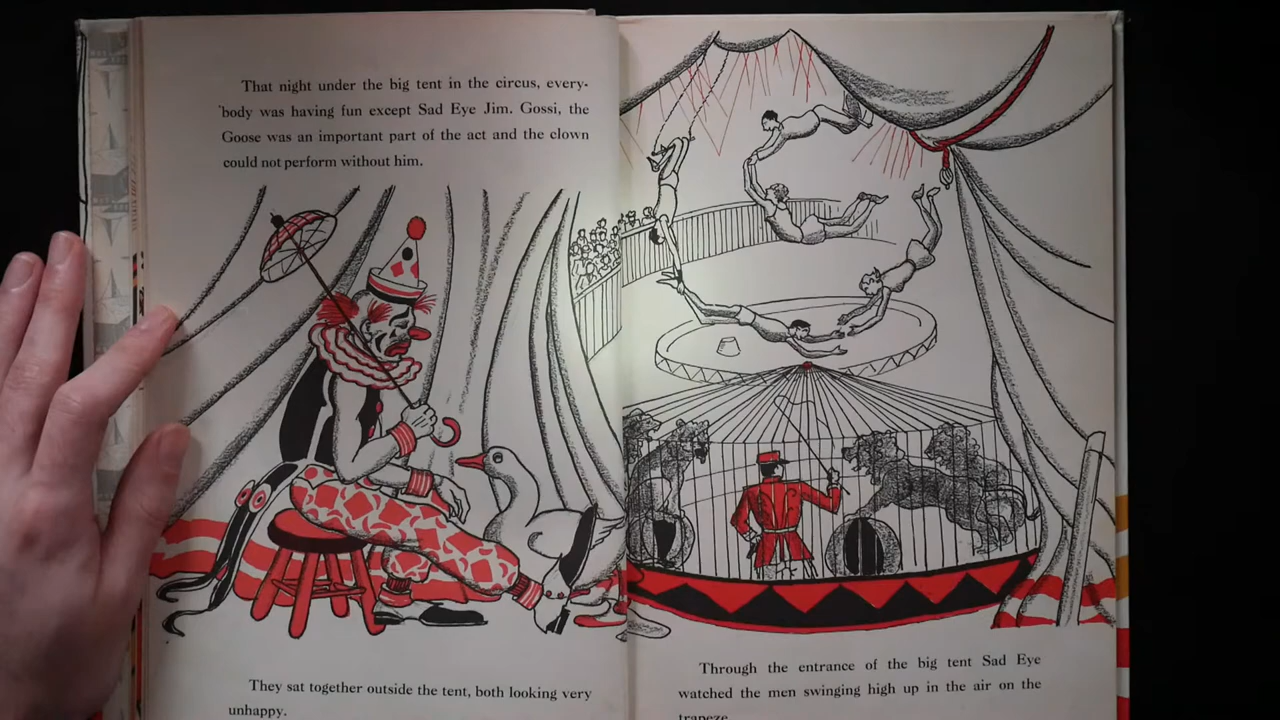 That night under the big tent in the circus, every-
body was having fun except Sad Eye Jim. Gossi, the
Goose was an important part of the act and the clown
could not perform without him.
They sat together outside the tent, both looking very
unhappy.
Through the entrance of the big tent Sad Eye
watched the men swinging high up in the air on the
trapeze